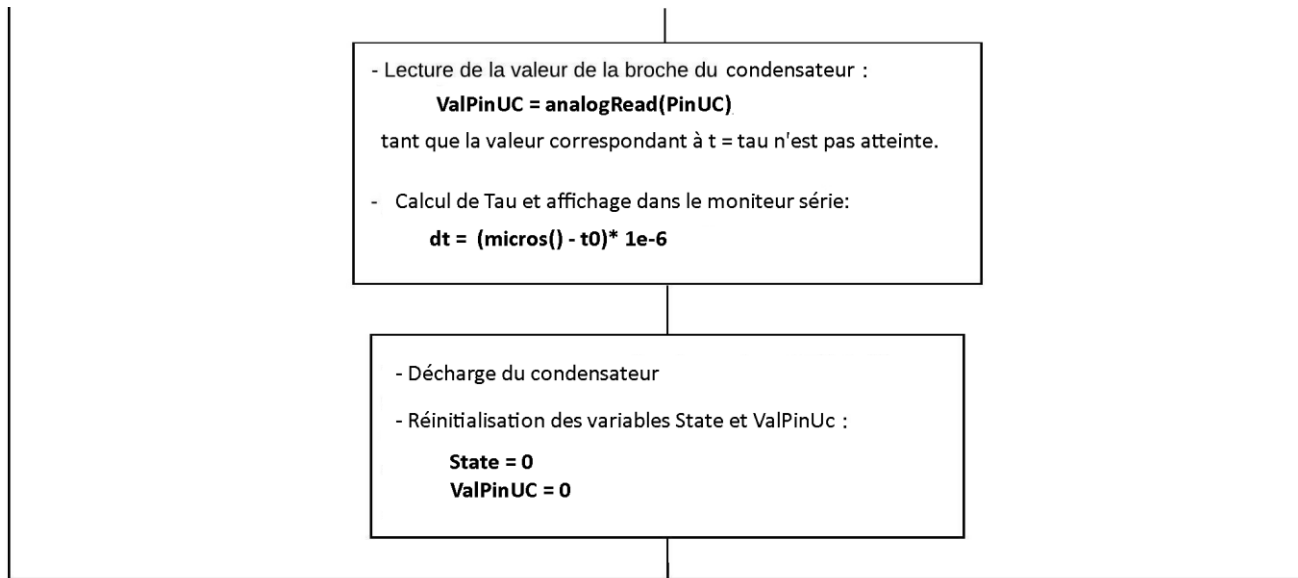 - Lecture de la valeur de la broche du condensateur :
ValPinUC = analogRead(PinUC)
tant que la valeur correspondant à t = tau n'est pas atteinte.
- Calcul de Tau et affichage dans le moniteur série:
dt = (micros() - t0)* 1e-6
- Décharge du condensateur
- Réinitialisation des variables State et ValPinUc :
State = 0
ValPinUC = 0